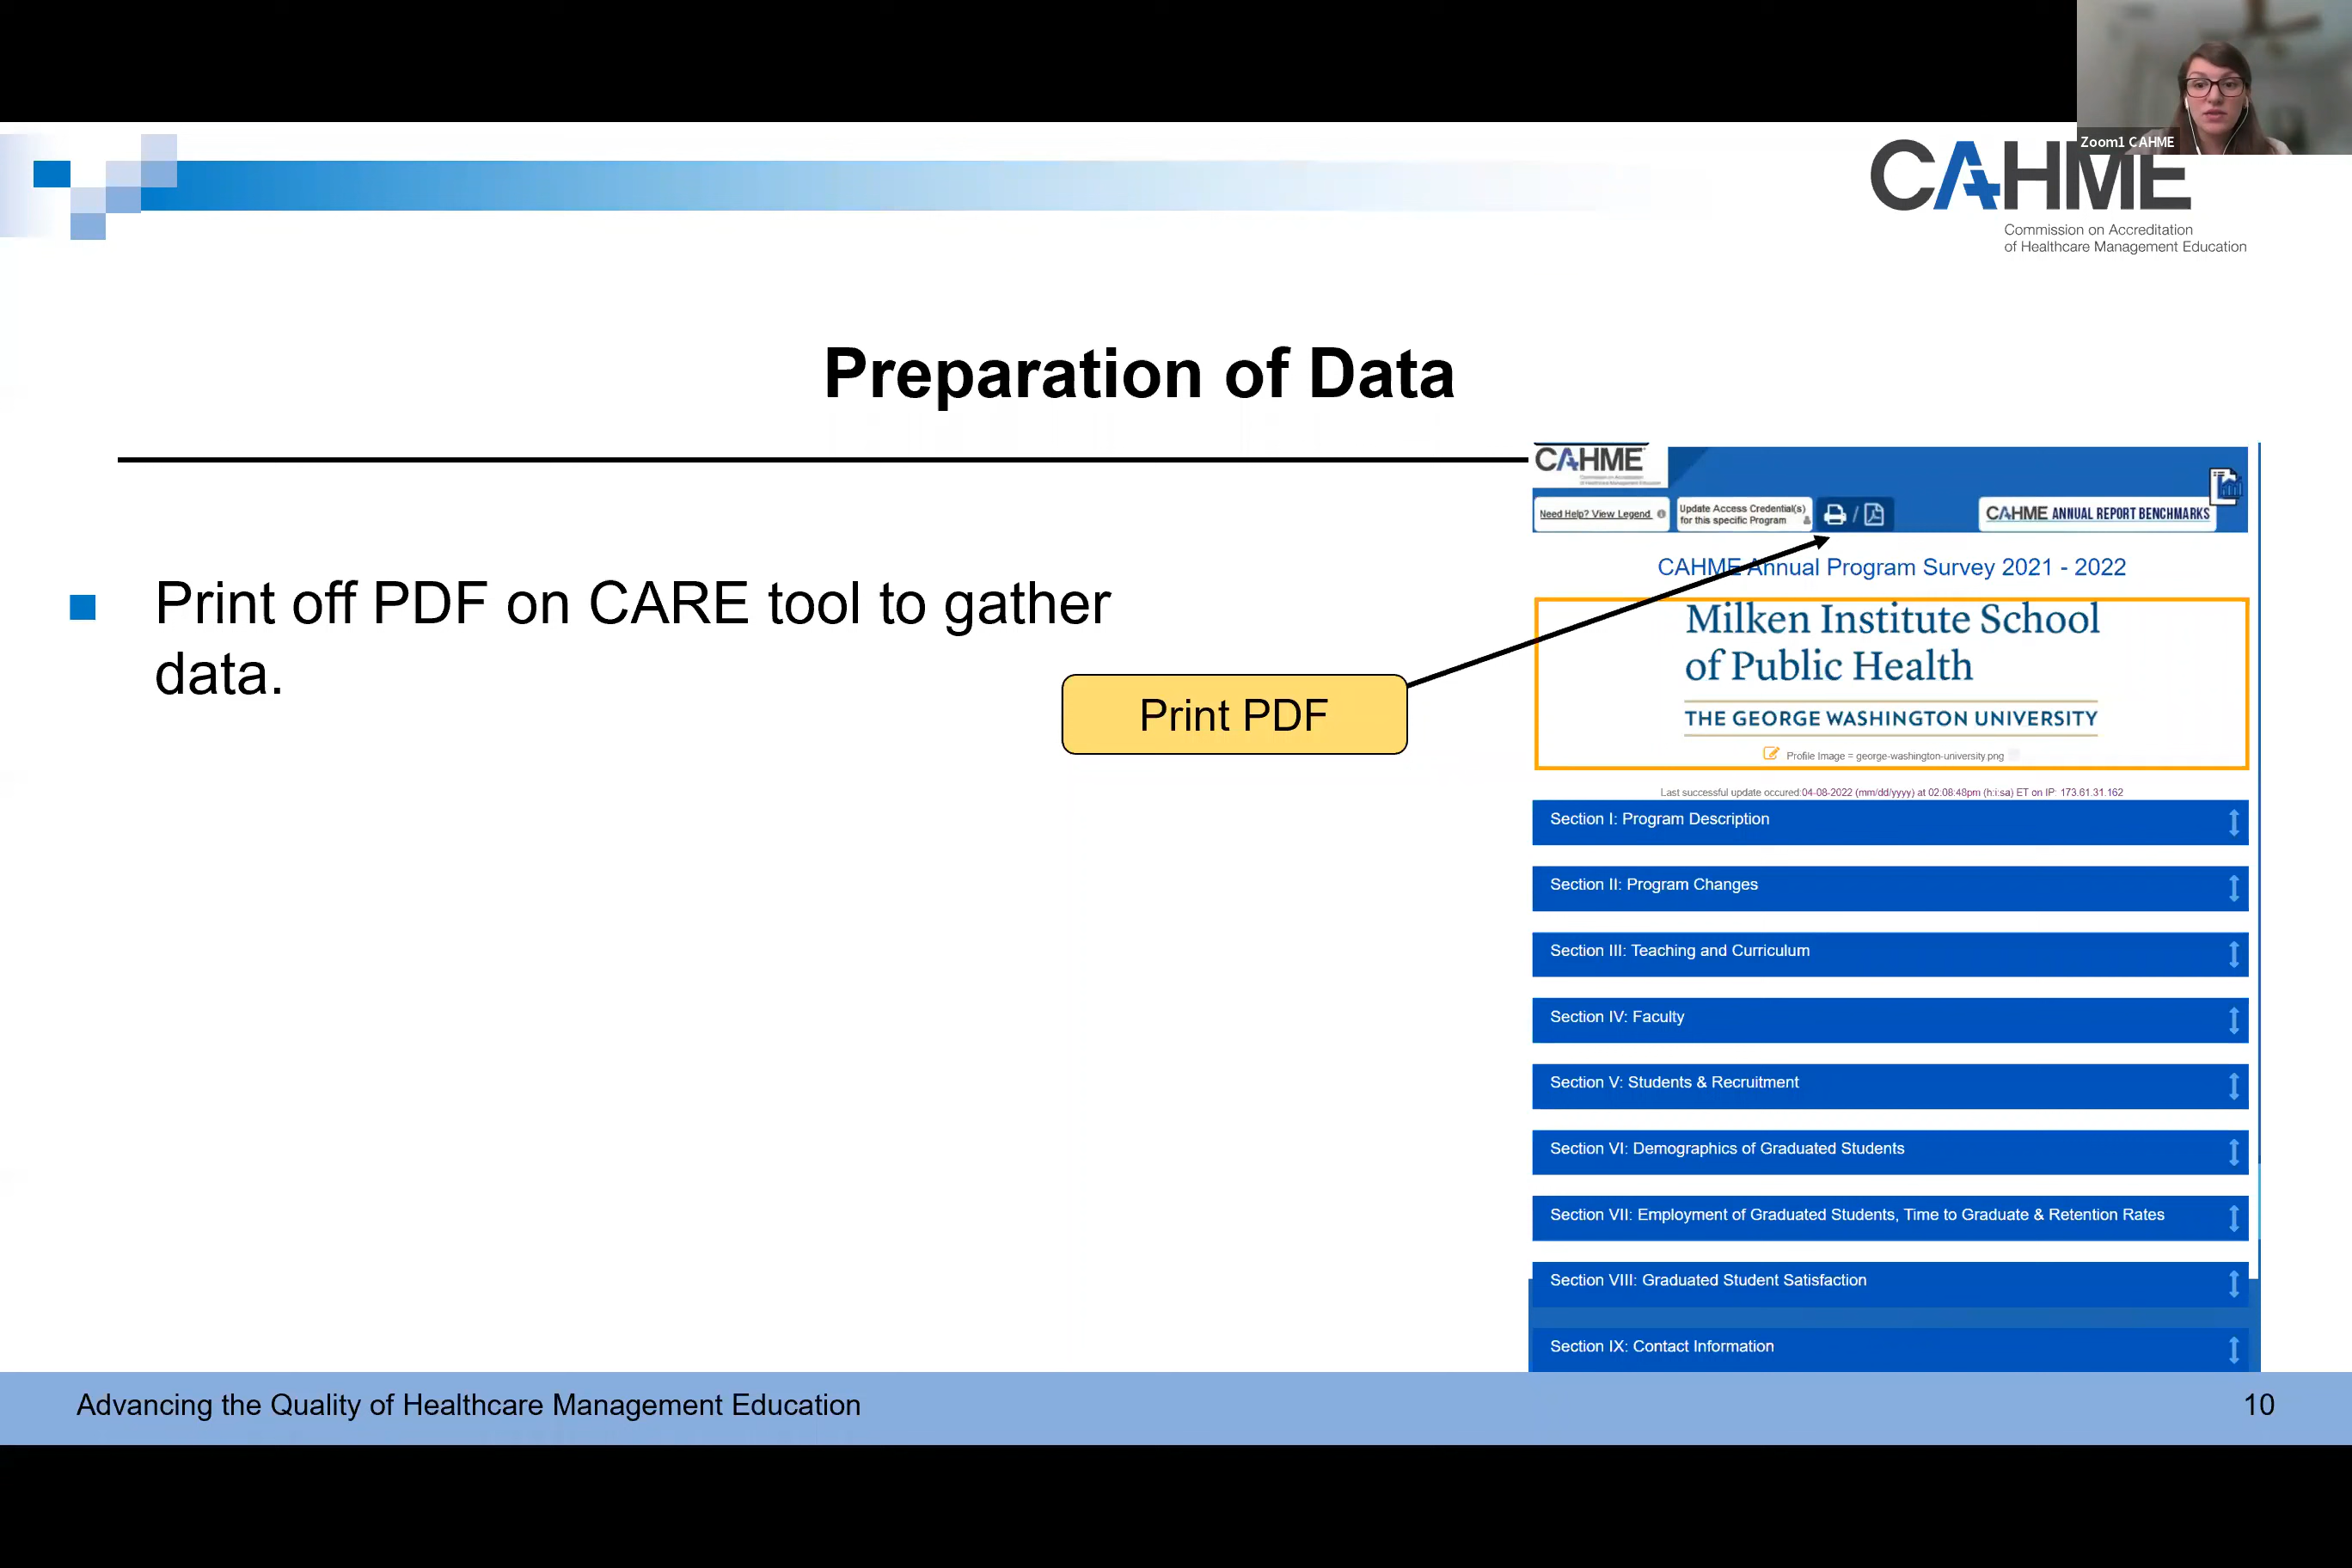 Zoom1 CAHME
CAHME
Commission on Accreditation
of Healthcare Management Education
Preparation of Data
Print off PDF on CARE tool to gather
data.
Print PDF
CAHME
Need Help? View Legend
Update Access Credential(s)
for this specific Program
/
CAHME ANNUAL REPORT BENCHMARKS
CAHME Annual Program Survey 2021 - 2022
Milken Institute School
of Public Health
THE GEORGE WASHINGTON UNIVERSITY
Profile Image = george-washington-university.png
Last successful update occured:04-08-2022 (mm/dd/yyyy) at 02:08:48pm (h:i:sa) ET on IP: 173.61.31.162
Section I: Program Description
Section II: Program Changes
Section III: Teaching and Curriculum
Section IV: Faculty
Section V: Students & Recruitment
Section VI: Demographics of Graduated Students
Section VII: Employment of Graduated Students, Time to Graduate & Retention Rates
Section VIII: Graduated Student Satisfaction
Section IX: Contact Information
Advancing the Quality of Healthcare Management Education
10